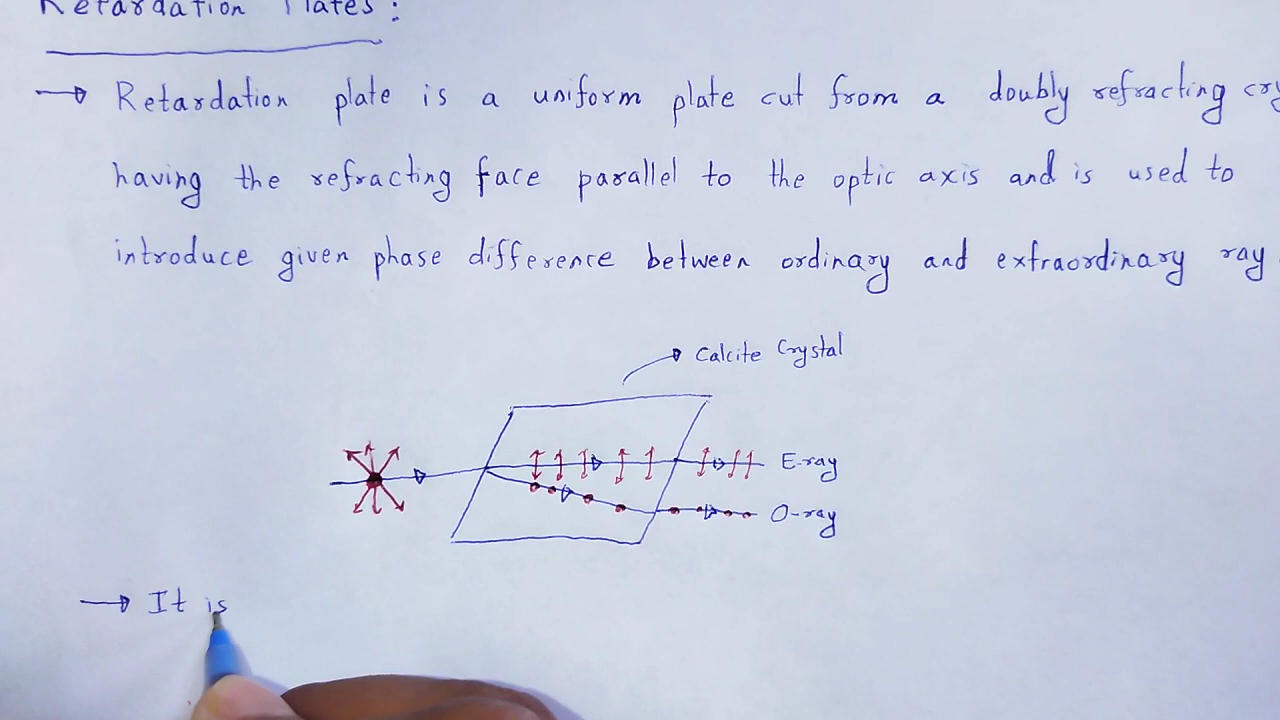 Retardation Plates :
→ Retardation plate is a uniform plate cut from a doubly refracting cry
having the refracting face parallel to the optic axis and is used to
introduce given phase difference between ordinary and extraordinary ray
Calcite Crystal
E-ray
O-ray
→ It is